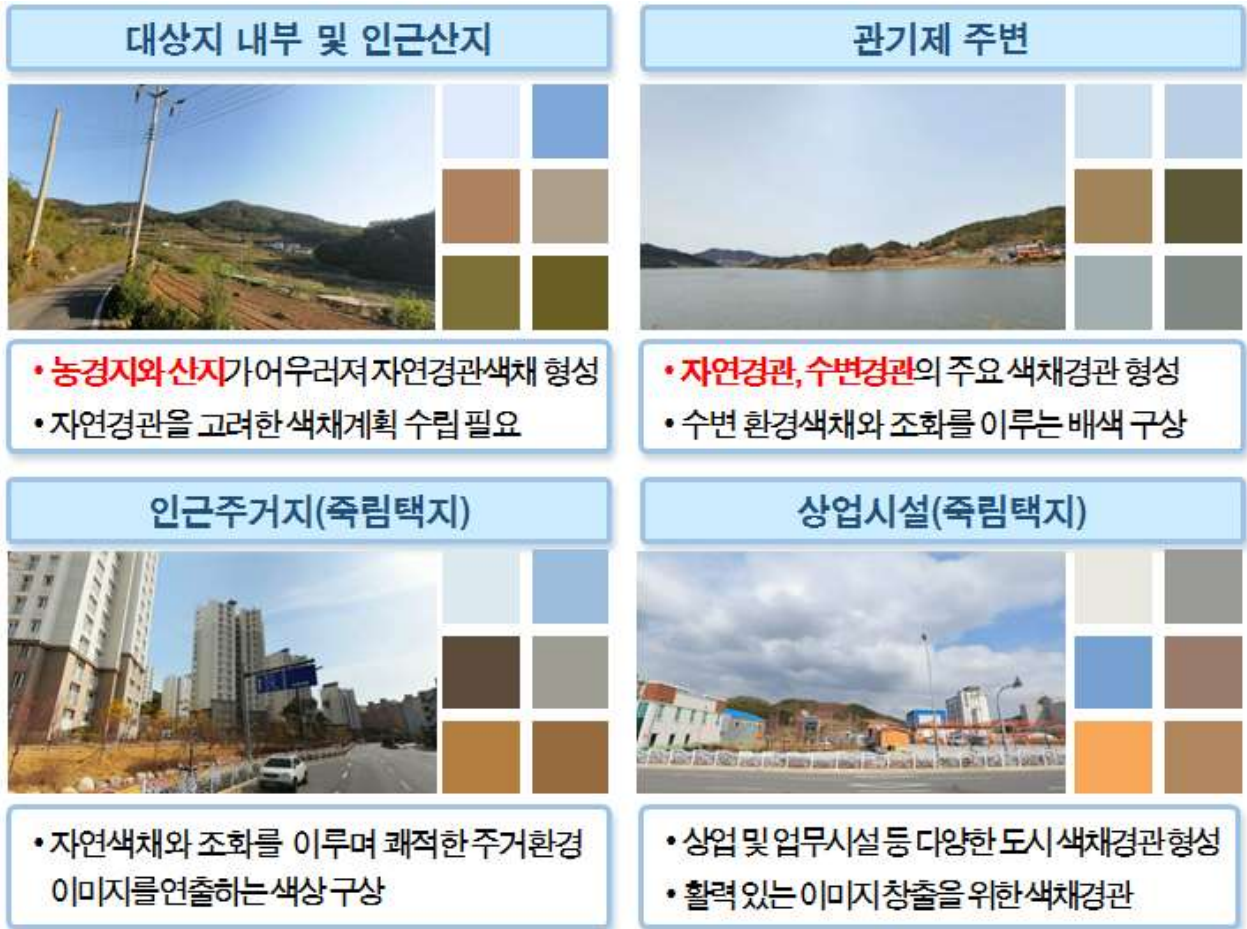 대상지 내부 및 인근산지
관기제 주변
• 농경지와 산지가 어우러져 자연경관색채 형성
• 자연경관을 고려한 색채계획 수립 필요
• 자연경관, 수변경관의 주요 색채경관 형성
• 수변 환경색채와 조화를 이루는 배색 구상
인근주거지(죽림택지)
상업시설(죽림택지)
• 자연색채와 조화를 이루며 쾌적한 주거환경
이미지를 연출하는 색상 구상
• 상업 및 업무시설 등 다양한 도시 색채경관 형성
• 활력 있는 이미지 창출을 위한 색채경관